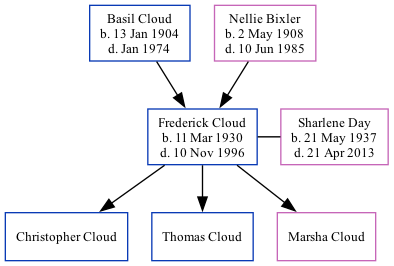 Basil Cloud
b. 13 Jan 1904
d. Jan 1974
Nellie Bixler
b. 2 May 1908
d. 10 Jun 1985
Frederick Cloud
b. 11 Mar 1930
d. 10 Nov 1996
Sharlene Day
b. 21 May 1937
d. 21 Apr 2013
Christopher Cloud
Thomas Cloud
Marsha Cloud